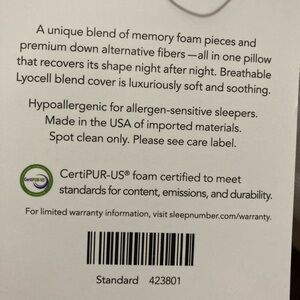 A unique blend of memory foam pieces and
premium down alternative fibers—all in one pillow
that recovers its shape night after night. Breathable
Lyocell blend cover is luxuriously soft and soothing.
Hypoallergenic for allergen-sensitive sleepers.
Made in the USA of imported materials.
Spot clean only. Please see care label.
CertiPUR-US
CertiPUR-US® foam certified to meet
standards for content, emissions, and durability.
For limited warranty information, visit sleepnumber.com/warranty.
Standard 423801